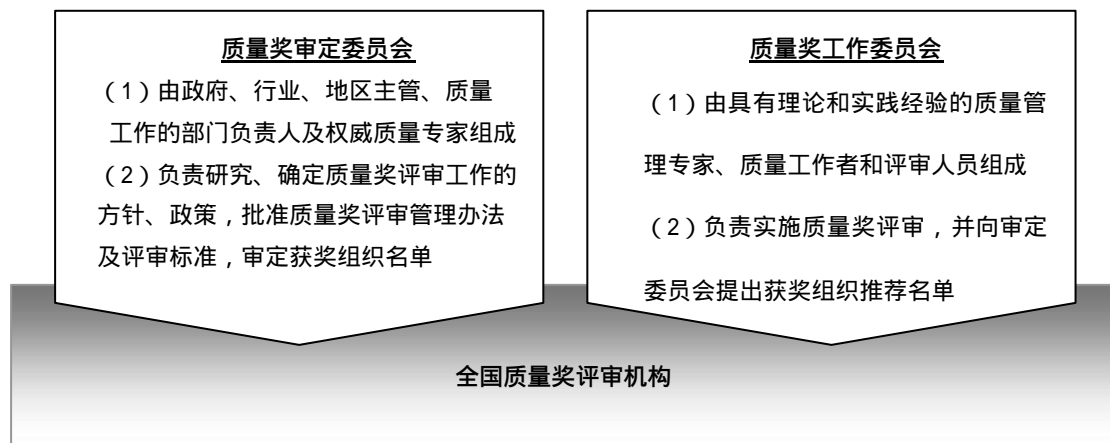 质量奖审定委员会
（1）由政府、行业、地区主管、质量
工作的部门负责人及权威质量专家组成
（2）负责研究、确定质量奖评审工作的
方针、政策，批准质量奖评审管理办法
及评审标准，审定获奖组织名单
质量奖工作委员会
（1）由具有理论和实践经验的质量管
理专家、质量工作者和评审人员组成
（2）负责实施质量奖评审，并向审定
委员会提出获奖组织推荐名单
全国质量奖评审机构